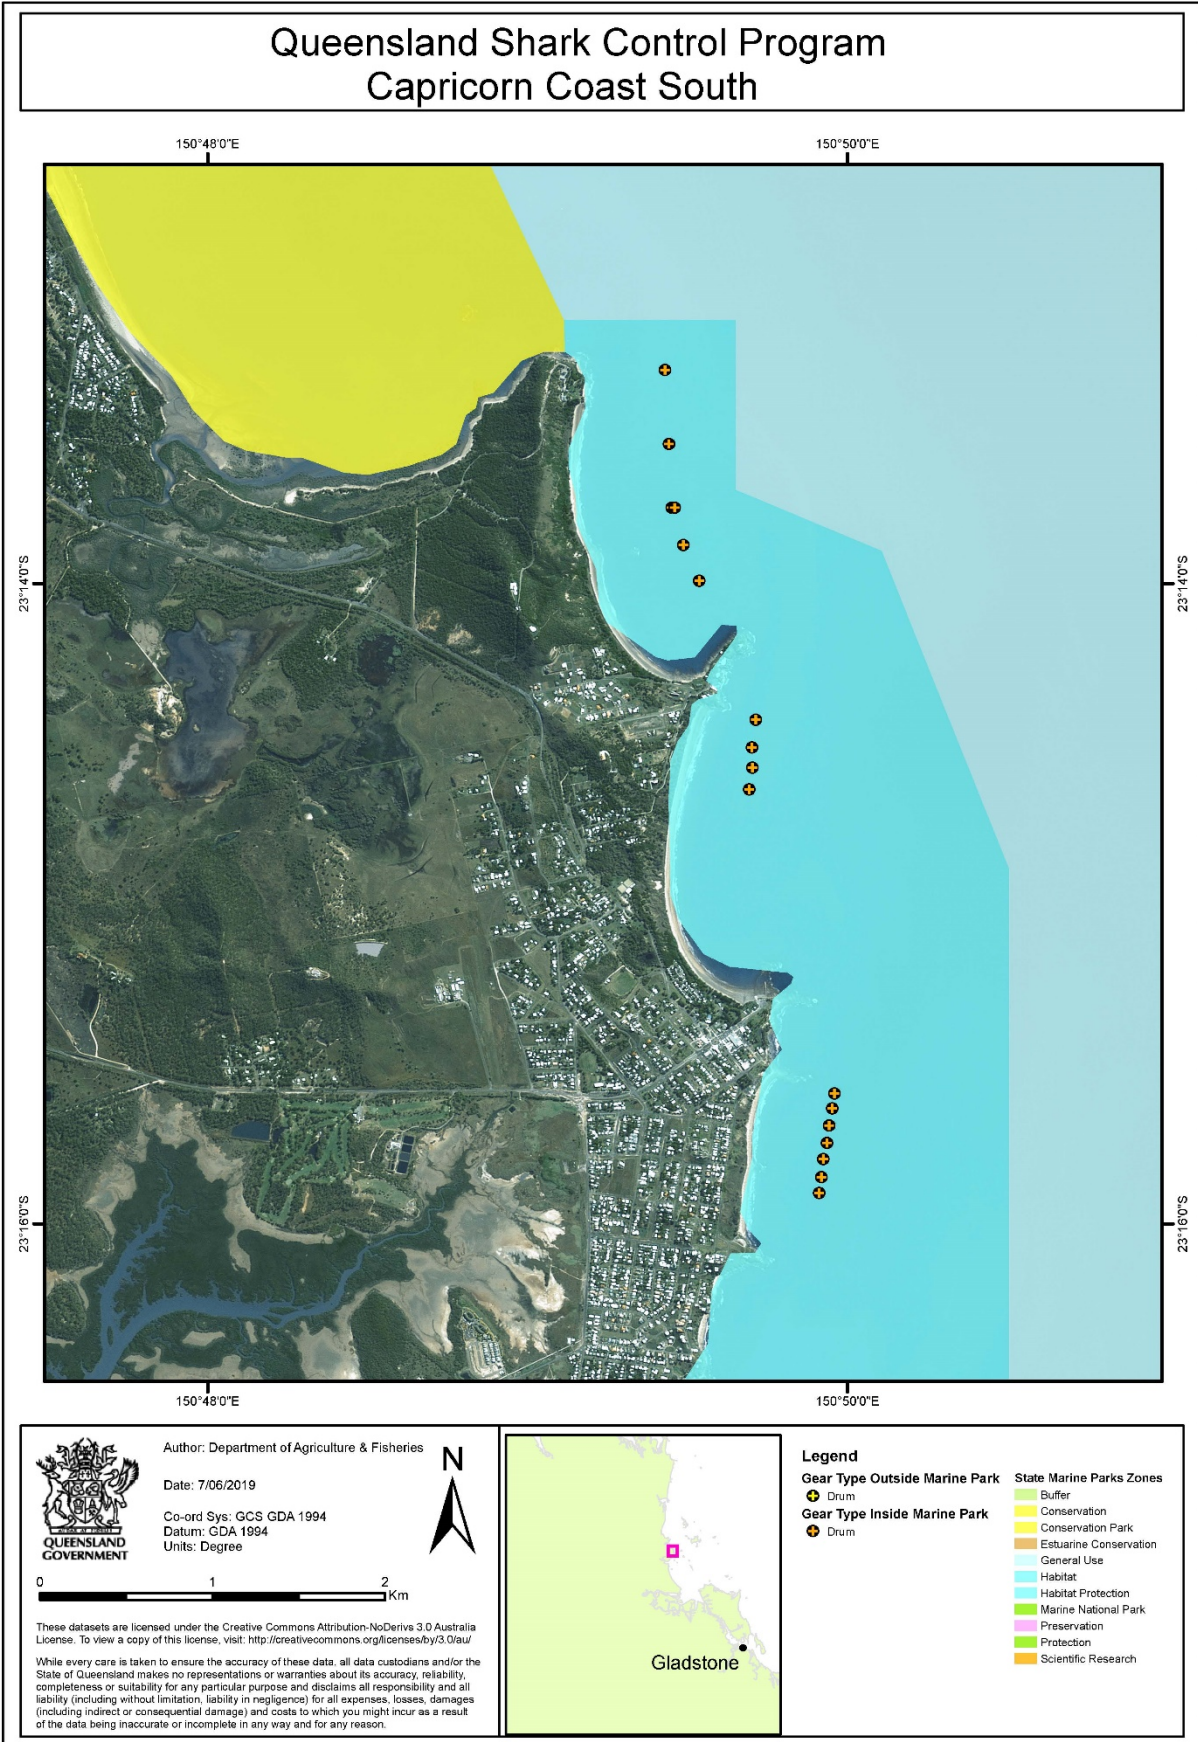 Queensland Shark Control Program
Capricorn Coast South
150°48'0"E
150°50'0"E
23°14'0"S
23°14'0"S
23°16'0"S
23°16'0"S
150°48'0"E
150°50'0"E
QUEENSLAND
GOVERNMENT
Author: Department of Agriculture & Fisheries
Date: 7/06/2019
Co-ord Sys: GCS GDA 1994
Datum: GDA 1994
Units: Degree
N
0 1 2
Km
These datasets are licensed under the Creative Commons Attribution-NoDerivs 3.0 Australia
License. To view a copy of this license, visit: http://creativecommons.org/licenses/by/3.0/au/
While every care is taken to ensure the accuracy of these data, all data custodians and/or the
State of Queensland makes no representations or warranties about its accuracy, reliability,
completeness or suitability for any particular purpose and disclaims all responsibility and all
liability (including without limitation, liability in negligence) for all expenses, losses, damages
(including indirect or consequential damage) and costs to which you might incur as a result
of the data being inaccurate or incomplete in any way and for any reason.
Gladstone
Legend
Gear Type Outside Marine Park
Drum
Gear Type Inside Marine Park
Drum
State Marine Parks Zones
Buffer
Conservation
Conservation Park
Estuarine Conservation
General Use
Habitat
Habitat Protection
Marine National Park
Preservation
Protection
Scientific Research